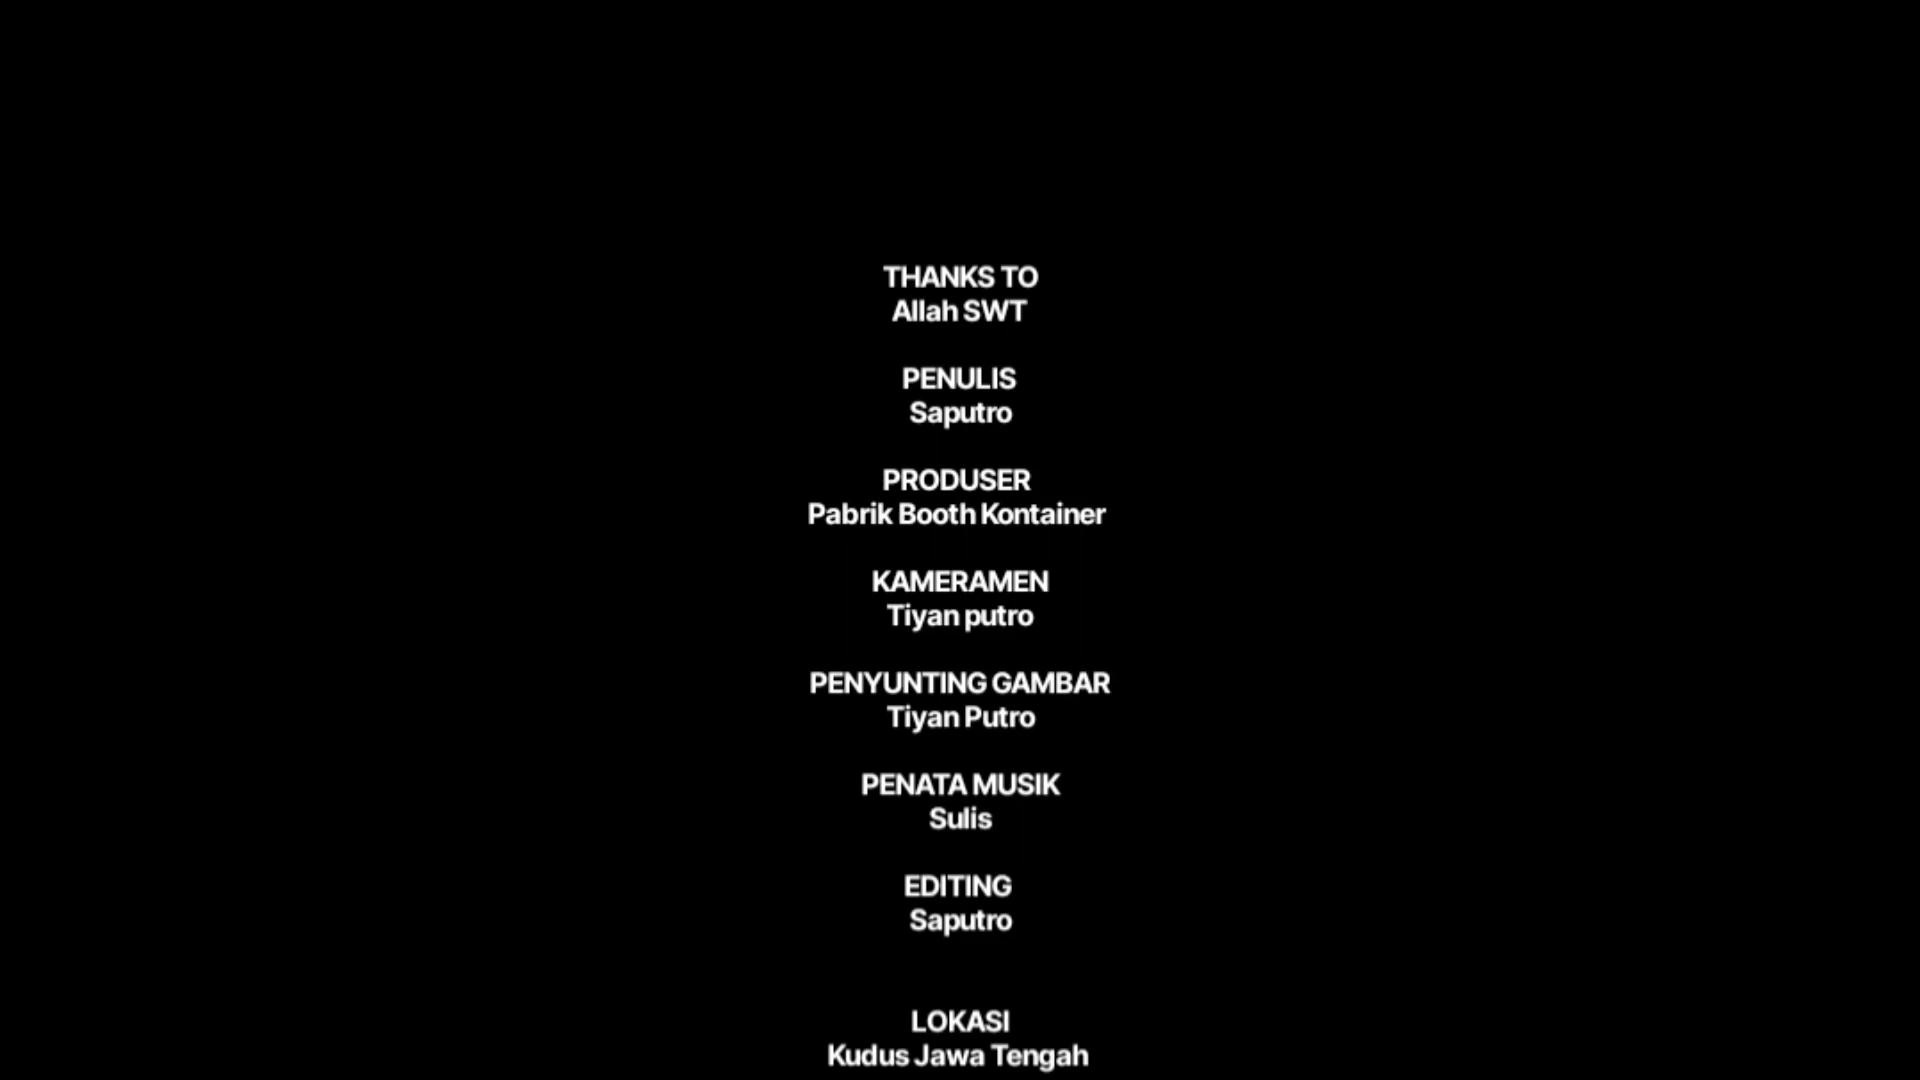 THANKS TO
Allah SWT
PENULIS
Saputro
PRODUSER
Pabrik Booth Kontainer
KAMERAMEN
Tiyan putro
PENYUNTING GAMBAR
Tiyan Putro
PENATA MUSIK
Sulis
EDITING
Saputro
LOKASI
Kudus Jawa Tengah